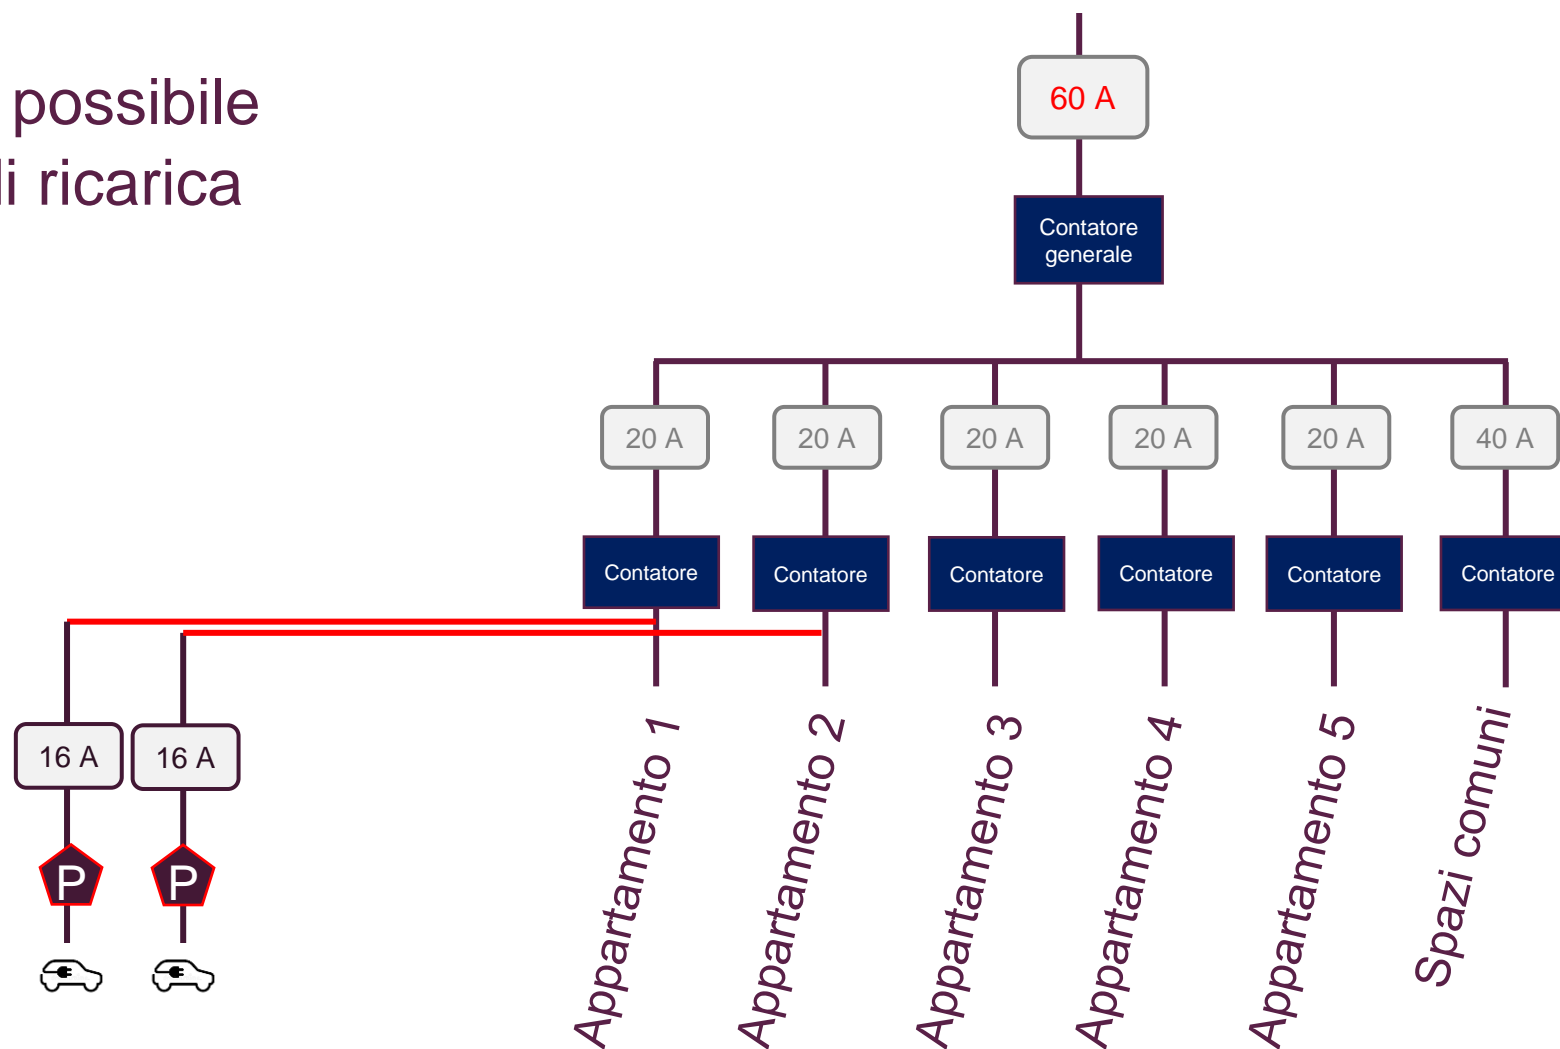 possibile
li ricarica
60 A
Contatore
generale
20 A
20 A
20 A
20 A
20 A
40 A
Contatore
Contatore
Contatore
Contatore
Contatore
Contatore
16 A
16 A
P
P
Appartamento 1
Appartamento 2
Appartamento 3
Appartamento 4
Appartamento 5
Spazi comuni